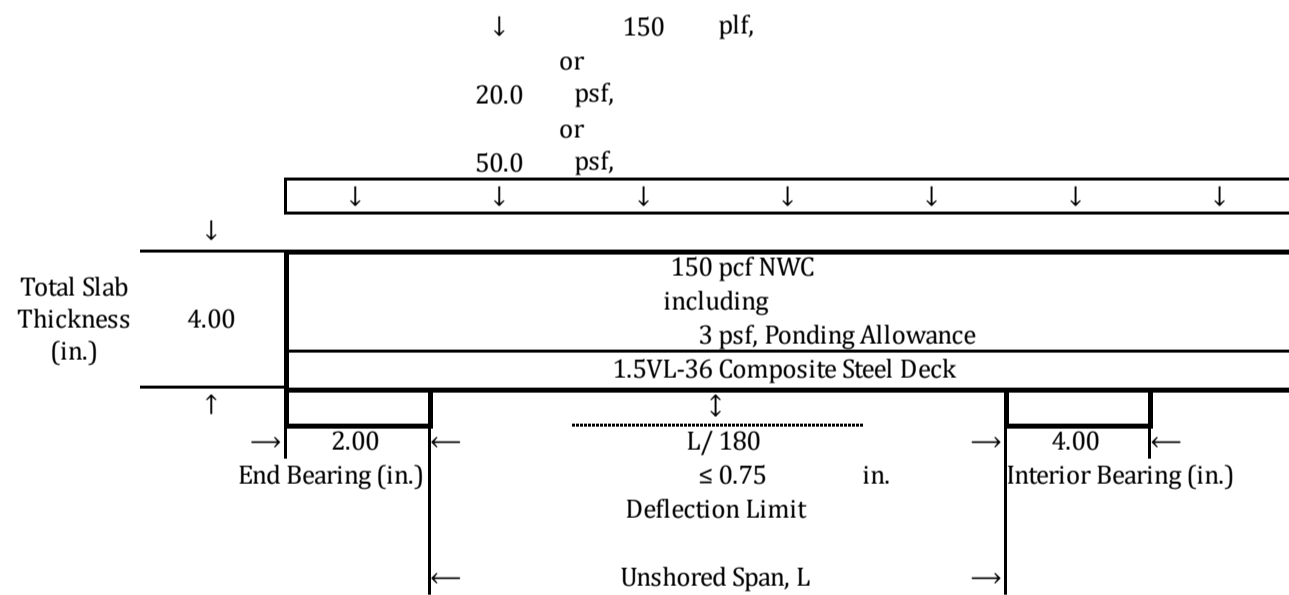 ↓ 150 plf,
or
20.0 psf,
or
50.0 psf,
↓ ↓ ↓ ↓ ↓ ↓ ↓
↓
150 pcf NWC
including
3 psf, Ponding Allowance
Total Slab
Thickness
(in.)
4.00
1.5VL-36 Composite Steel Deck
↑ ↕
→ 2.00 ← L/ 180 → 4.00 ←
End Bearing (in.) ≤ 0.75 in. Interior Bearing (in.)
Deflection Limit
← Unshored Span, L →